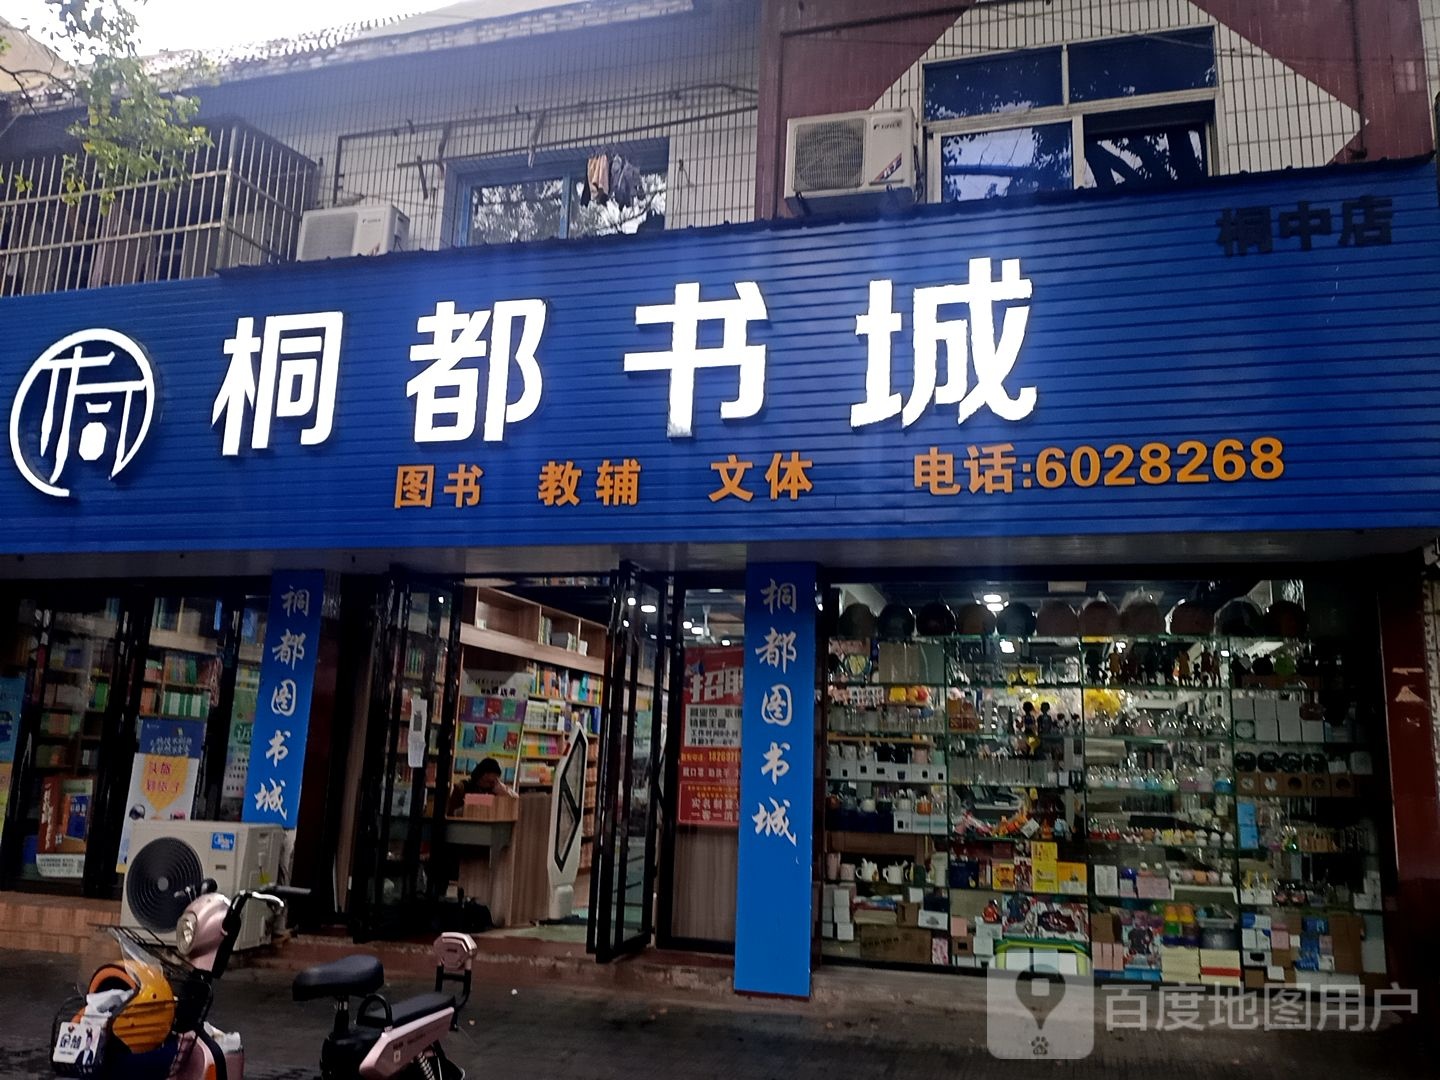 桐中店
桐
桐都书城
图书 教辅 文体 电话:6028268
桐都图书城
桐都图书城
招聘
百度地图用户